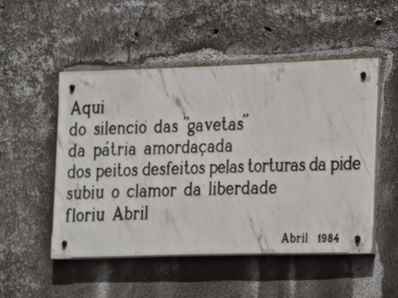 Aqui
do silencio das "gavetas"
da pátria amordaçada
dos peitos desfeitos pelas torturas da pide
subiu o clamor da liberdade
floriu Abril
Abril 1984